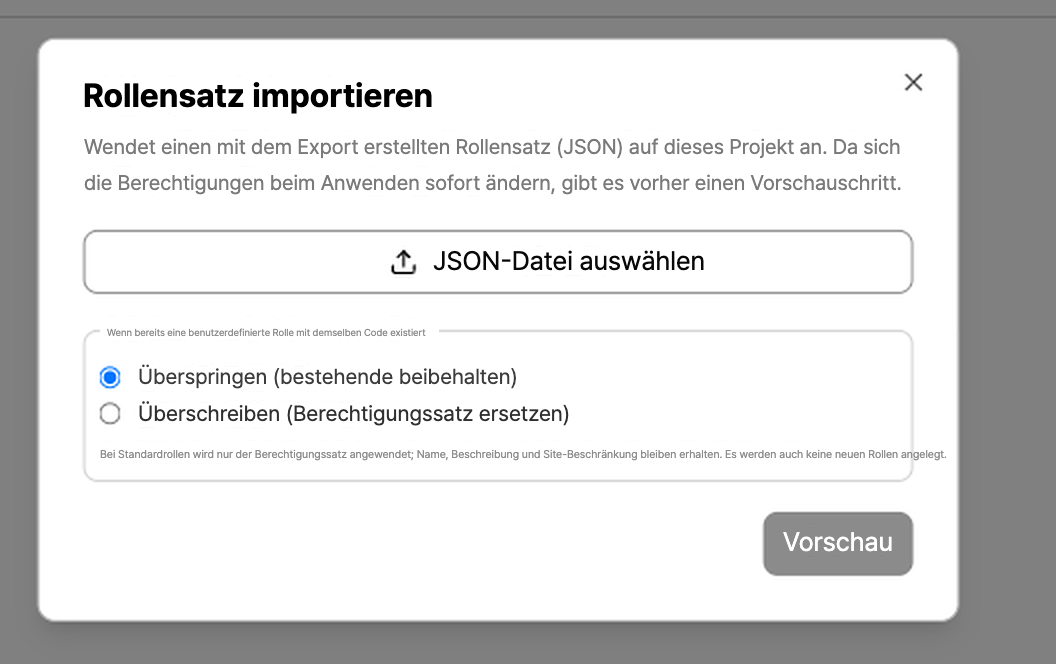 Rollensatz importieren
Wendet einen mit dem Export erstellten Rollensatz (JSON) auf dieses Projekt an. Da sich
die Berechtigungen beim Anwenden sofort ändern, gibt es vorher einen Vorschauschritt.
JSON-Datei auswählen
Wenn bereits eine benutzerdefinierte Rolle mit demselben Code existiert
Überspringen (bestehende beibehalten)
Überschreiben (Berechtigungssatz ersetzen)
Bei Standardrollen wird nur der Berechtigungssatz angewendet; Name, Beschreibung und Site-Beschränkung bleiben erhalten. Es werden auch keine neuen Rollen angelegt.
Vorschau